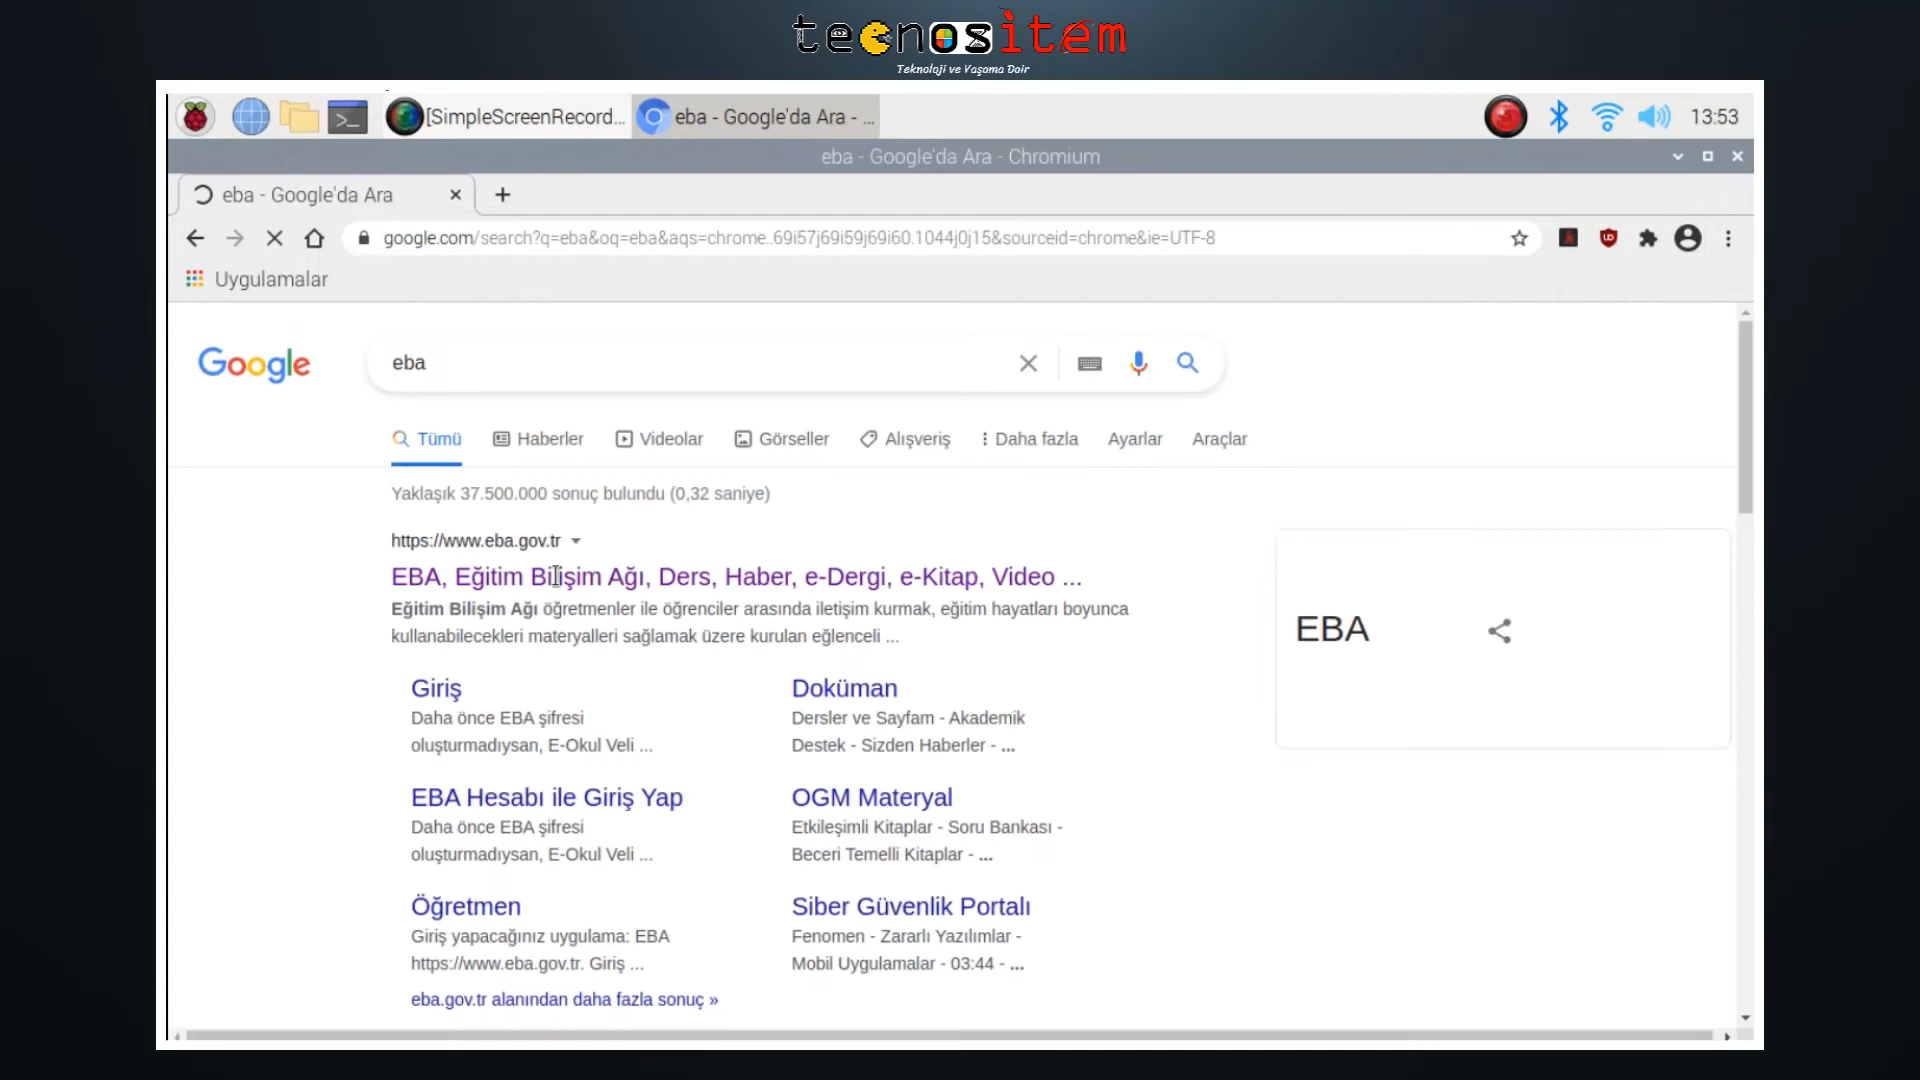 tecnositem
Teknoloji ve Yaşama Dair
[SimpleScreenRecord...
eba - Google'da Ara - ...
13:53
eba - Google'da Ara - Chromium
eba - Google'da Ara
google.com/search?q=eba&oq=eba&aqs=chrome..69i57j69i59j69i60.1044j0j15&sourceid=chrome&ie=UTF-8
Uygulamalar
Google
eba
Tümü
Haberler
Videolar
Görseller
Alışveriş
Daha fazla
Ayarlar
Araçlar
Yaklaşık 37.500.000 sonuç bulundu (0,32 saniye)
https://www.eba.gov.tr
EBA, Eğitim Bilişim Ağı, Ders, Haber, e-Dergi, e-Kitap, Video ...
Eğitim Bilişim Ağı öğretmenler ile öğrenciler arasında iletişim kurmak, eğitim hayatları boyunca
kullanabilecekleri materyalleri sağlamak üzere kurulan eğlenceli ...
Giriş
Daha önce EBA şifresi
oluşturmadıysan, E-Okul Veli ...
Doküman
Dersler ve Sayfam - Akademik
Destek - Sizden Haberler - ...
EBA Hesabı ile Giriş Yap
Daha önce EBA şifresi
oluşturmadıysan, E-Okul Veli ...
OGM Materyal
Etkileşimli Kitaplar - Soru Bankası -
Beceri Temelli Kitaplar - ...
Öğretmen
Giriş yapacağınız uygulama: EBA
https://www.eba.gov.tr. Giriş ...
Siber Güvenlik Portalı
Fenomen - Zararlı Yazılımlar -
Mobil Uygulamalar - 03:44 - ...
eba.gov.tr alanından daha fazla sonuç »
EBA